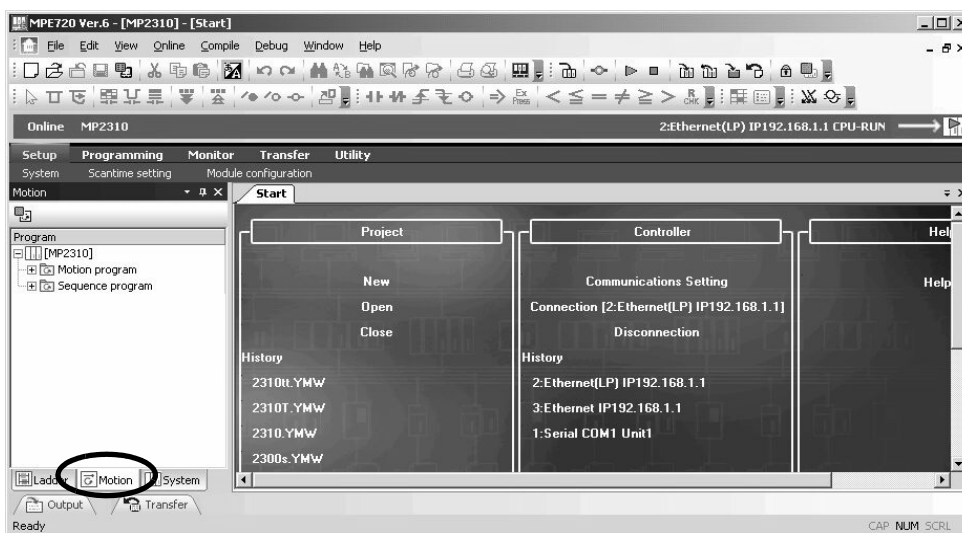 MPE720 Ver.6 - [MP2310] - [Start]
File Edit View Online Compile Debug Window Help
Online MP2310 2:Ethernet(LP) IP192.168.1.1 CPU-RUN
Setup Programming Monitor Transfer Utility
System Scantime setting Module configuration
Motion Start
Program
Project Controller Hel
[MP2310]
Motion program
Sequence program
New Communications Setting Help
Open Connection [2:Ethernet(LP) IP192.168.1.1]
Close Disconnection
History History
2310tt.YMW 2:Ethernet(LP) IP192.168.1.1
2310T.YMW 3:Ethernet IP192.168.1.1
2310.YMW 1:Serial COM1 Unit1
2300s.YMW
Ladder Motion System
Output Transfer
Ready CAP NUM SCRL